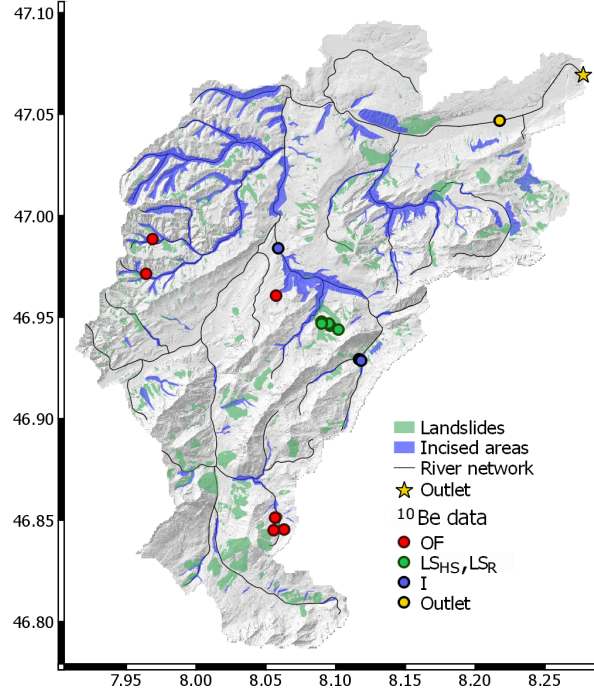 47.10
47.05
47.00
46.95
46.90
46.85
46.80
Landslides
Incised areas
River network
Outlet
¹⁰Be data
OF
LS_HS, LS_R
I
Outlet
7.95 8.00 8.05 8.10 8.15 8.20 8.25